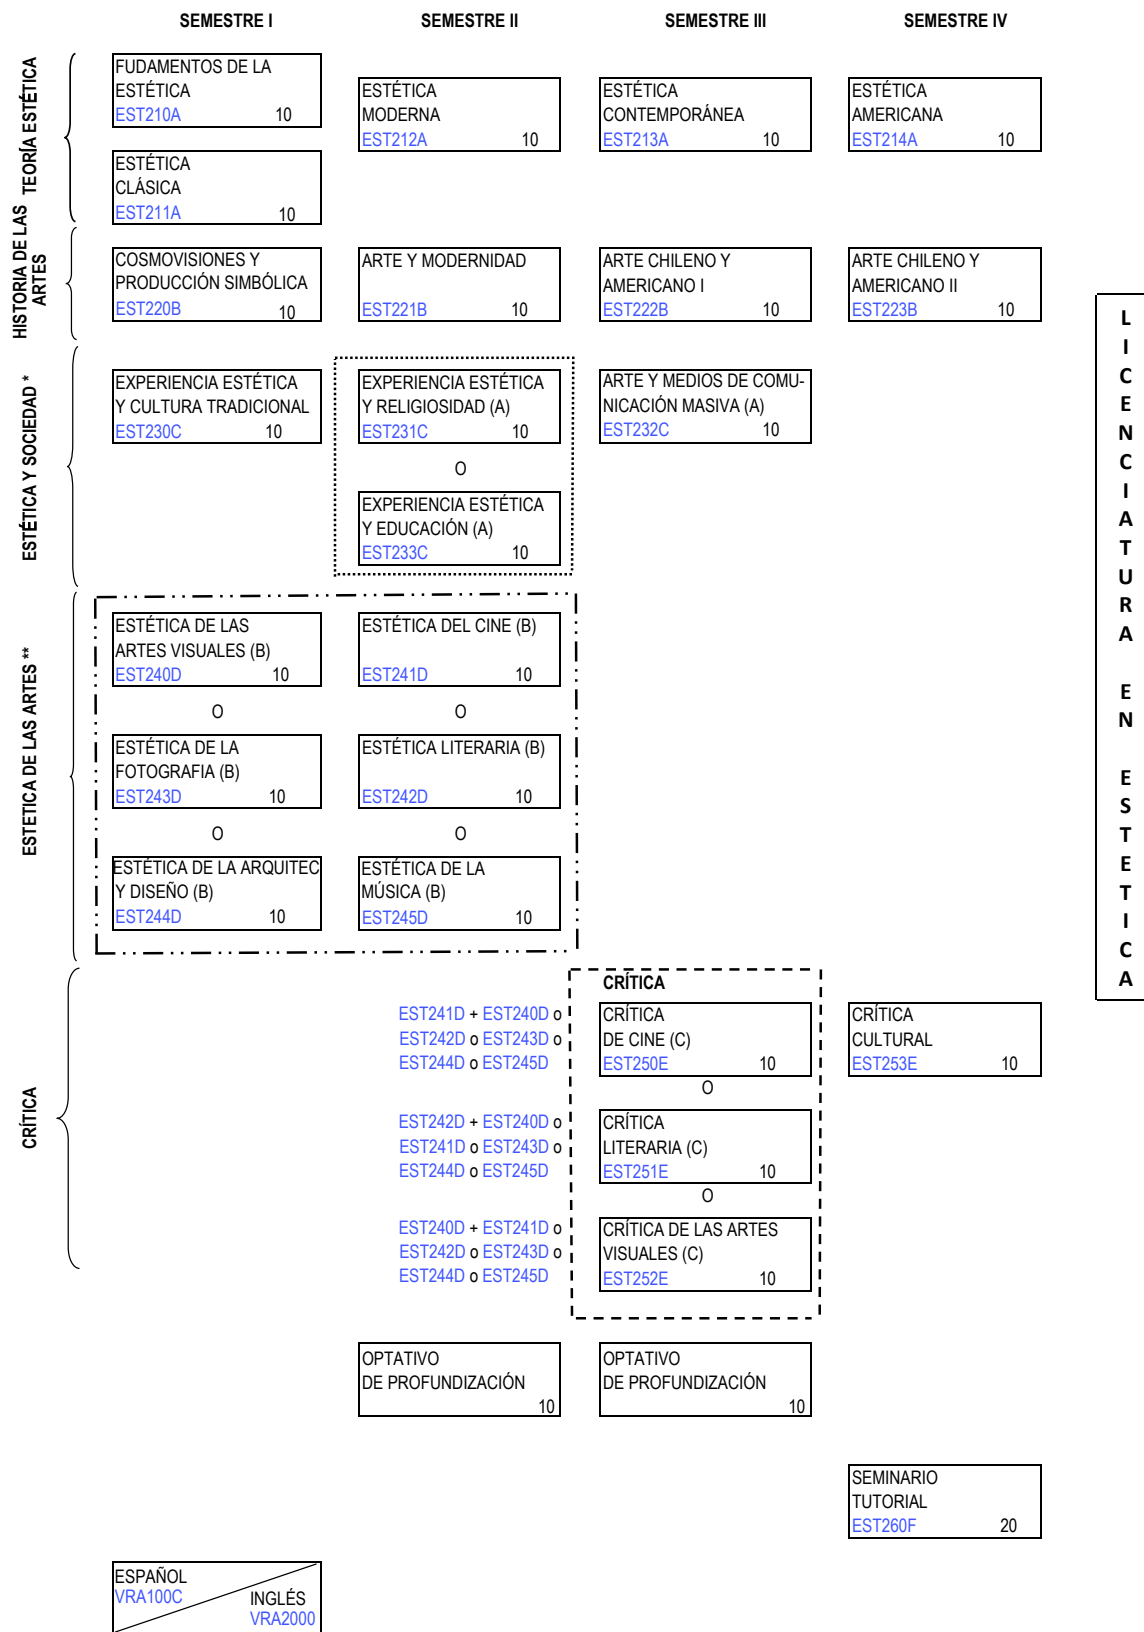 SEMESTRE I SEMESTRE II SEMESTRE III SEMESTRE IV
TEORÍA ESTÉTICA
FUDAMENTOS DE LA
ESTÉTICA
EST210A 10
ESTÉTICA
MODERNA
EST212A 10
ESTÉTICA
CONTEMPORÁNEA
EST213A 10
ESTÉTICA
AMERICANA
EST214A 10
ESTÉTICA
CLÁSICA
EST211A 10
HISTORIA DE LAS
ARTES
COSMOVISIONES Y
PRODUCCIÓN SIMBÓLICA
EST220B 10
ARTE Y MODERNIDAD
EST221B 10
ARTE CHILENO Y
AMERICANO I
EST222B 10
ARTE CHILENO Y
AMERICANO II
EST223B 10
ESTÉTICA Y SOCIEDAD *
EXPERIENCIA ESTÉTICA
Y CULTURA TRADICIONAL
EST230C 10
EXPERIENCIA ESTÉTICA
Y RELIGIOSIDAD (A)
EST231C 10
O
EXPERIENCIA ESTÉTICA
Y EDUCACIÓN (A)
EST233C 10
ARTE Y MEDIOS DE COMU-
NICACIÓN MASIVA (A)
EST232C 10
ESTETICA DE LAS ARTES **
ESTÉTICA DE LAS
ARTES VISUALES (B)
EST240D 10
O
ESTÉTICA DE LA
FOTOGRAFIA (B)
EST243D 10
O
ESTÉTICA DE LA ARQUITEC
Y DISEÑO (B)
EST244D 10
ESTÉTICA DEL CINE (B)
EST241D 10
O
ESTÉTICA LITERARIA (B)
EST242D 10
O
ESTÉTICA DE LA
MÚSICA (B)
EST245D 10
CRÍTICA
CRÍTICA
EST241D + EST240D o
EST242D o EST243D o
EST244D o EST245D
CRÍTICA
DE CINE (C)
EST250E 10
O
EST242D + EST240D o
EST241D o EST243D o
EST244D o EST245D
CRÍTICA
LITERARIA (C)
EST251E 10
O
EST240D + EST241D o
EST242D o EST243D o
EST244D o EST245D
CRÍTICA DE LAS ARTES
VISUALES (C)
EST252E 10
CRÍTICA
CULTURAL
EST253E 10
OPTATIVO
DE PROFUNDIZACIÓN
10
OPTATIVO
DE PROFUNDIZACIÓN
10
SEMINARIO
TUTORIAL
EST260F 20
ESPAÑOL
VRA100C
INGLÉS
VRA2000
LICENCIATURA EN ESTETICA